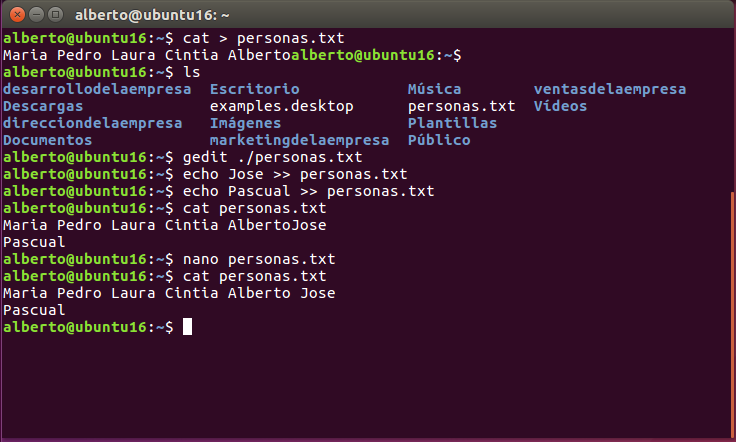 alberto@ubuntu16: ~
alberto@ubuntu16:~$ cat > personas.txt
Maria Pedro Laura Cintia Albertoalberto@ubuntu16:~$
alberto@ubuntu16:~$ ls
desarrollodelaempresa  Escritorio            Música        ventasdelaempresa
Descargas              examples.desktop      personas.txt  Vídeos
direcciondelaempresa   Imágenes              Plantillas
Documentos             marketingdelaempresa  Público
alberto@ubuntu16:~$ gedit ./personas.txt
alberto@ubuntu16:~$ echo Jose >> personas.txt
alberto@ubuntu16:~$ echo Pascual >> personas.txt
alberto@ubuntu16:~$ cat personas.txt
Maria Pedro Laura Cintia AlbertoJose
Pascual
alberto@ubuntu16:~$ nano personas.txt
alberto@ubuntu16:~$ cat personas.txt
Maria Pedro Laura Cintia Alberto Jose
Pascual
alberto@ubuntu16:~$